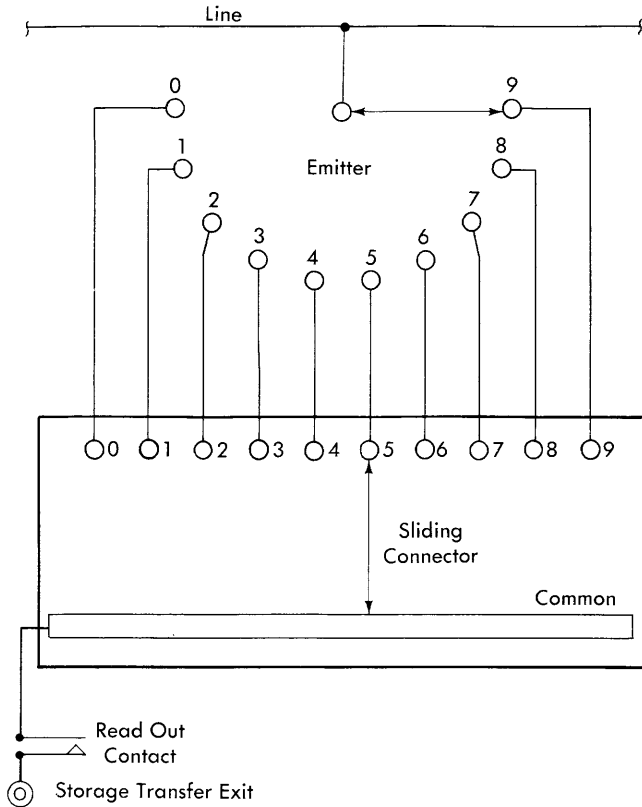 Line
0
9
1
8
Emitter
2
7
3
6
4
5
0 1 2 3 4 5 6 7 8 9
Sliding
Connector
Common
Read Out
Contact
Storage Transfer Exit